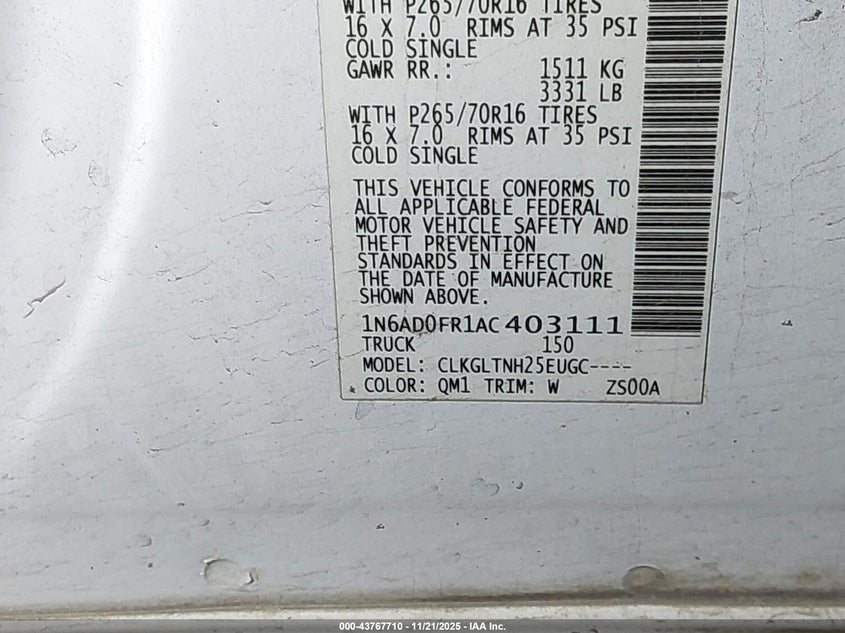 WITH P265/70R16 TIRES
16 X 7.0 RIMS AT 35 PSI
COLD SINGLE
GAWR RR.: 1511 KG
3331 LB
WITH P265/70R16 TIRES
16 X 7.0 RIMS AT 35 PSI
COLD SINGLE
THIS VEHICLE CONFORMS TO
ALL APPLICABLE FEDERAL
MOTOR VEHICLE SAFETY AND
THEFT PREVENTION
STANDARDS IN EFFECT ON
THE DATE OF MANUFACTURE
SHOWN ABOVE.
1N6AD0FR1AC 403111
TRUCK 150
MODEL: CLKGLTNH25EUGC----
COLOR: QM1 TRIM: W ZS00A
000-43767710 - 11/21/2025 - IAA Inc.